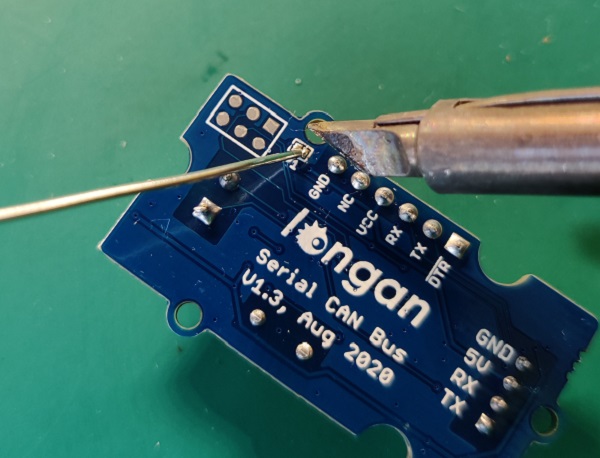 GND
NC
VCC
RX
TX
DTR
longan
Serial CAN Bus
V1.3, Aug 2020
GND
5V
RX
TX